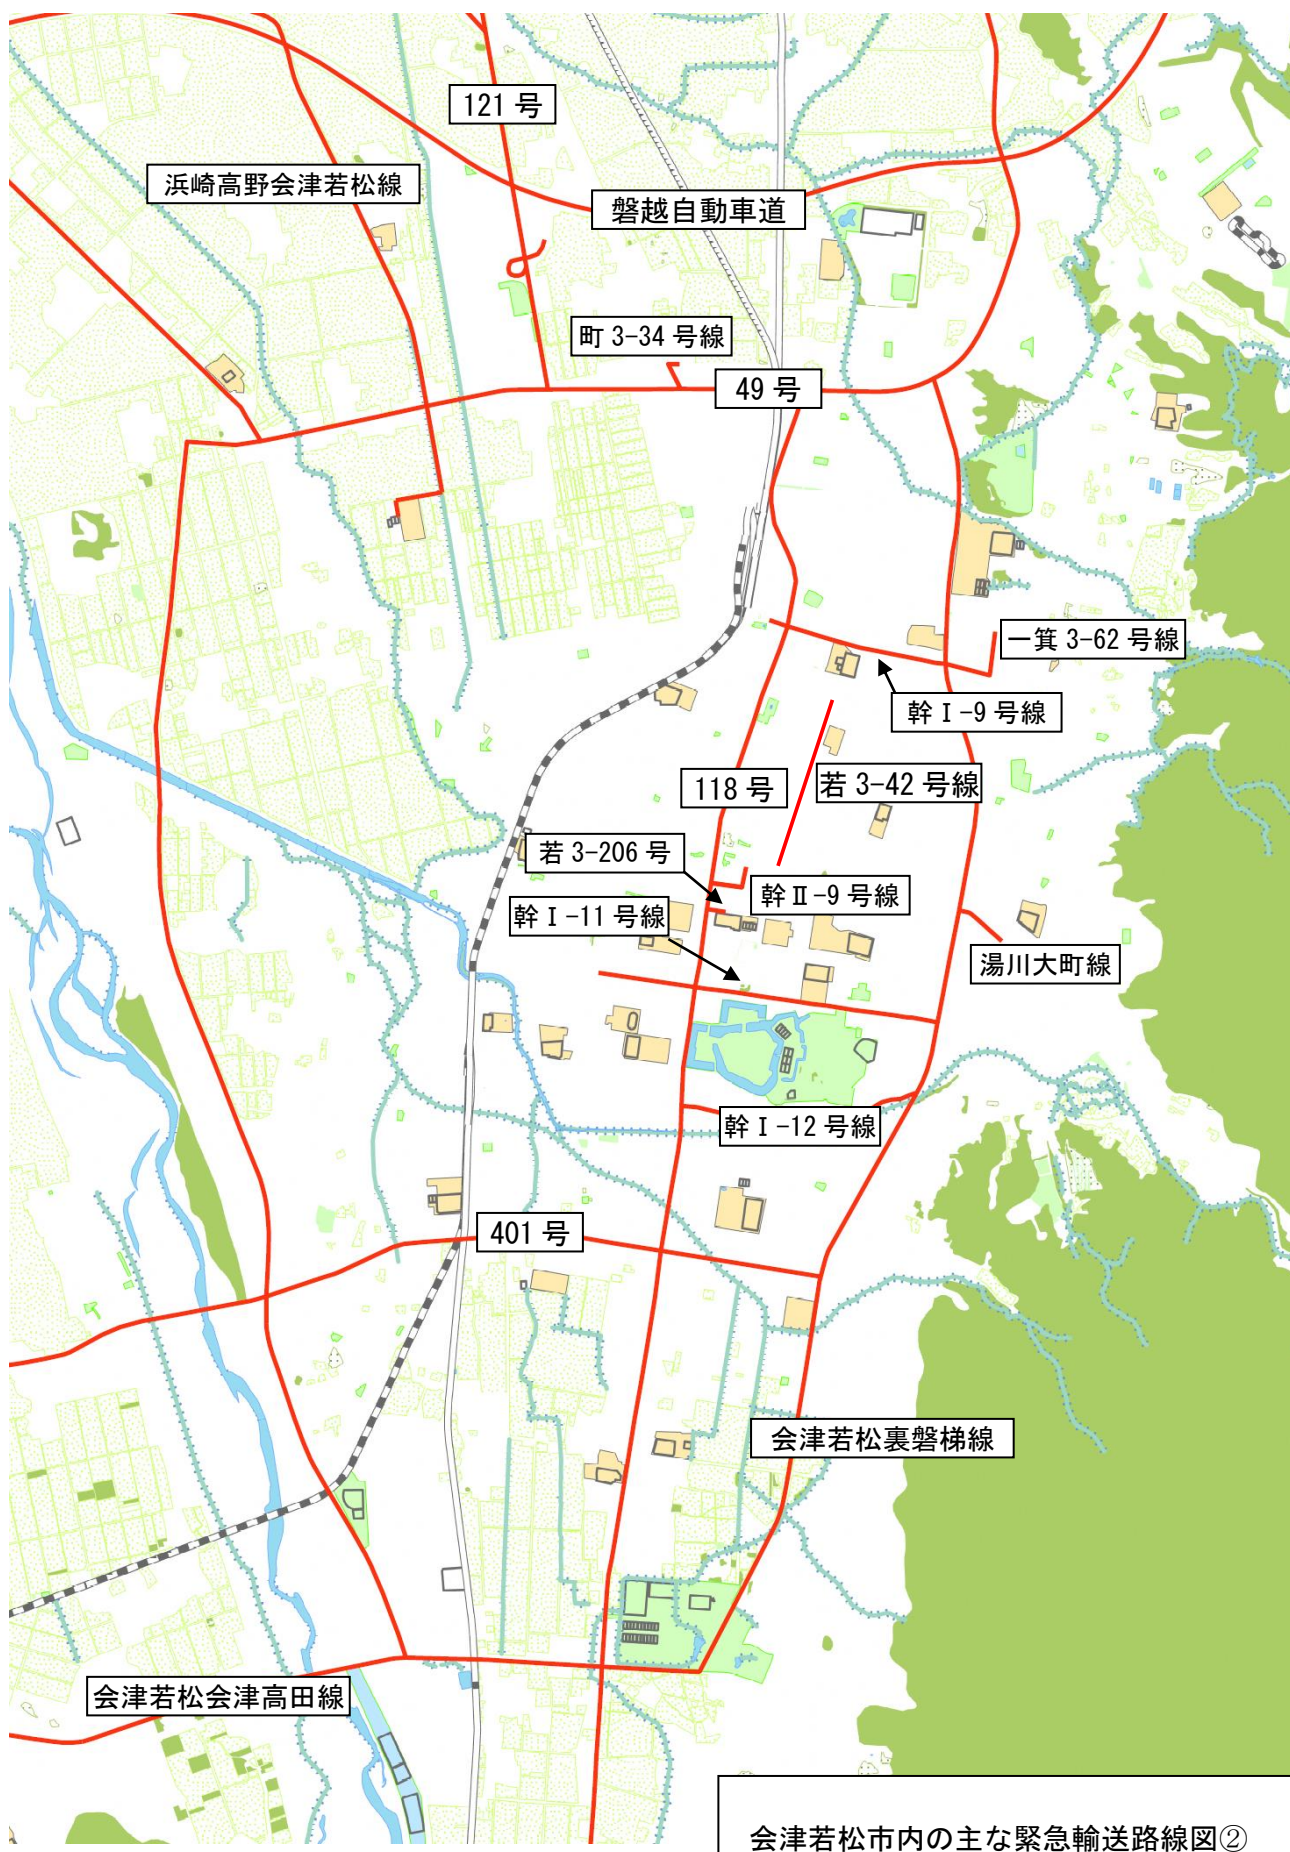 121 号
浜崎高野会津若松線
磐越自動車道
町 3-34 号線
49 号
一箕 3-62 号線
幹Ⅰ-9 号線
118 号
若 3-42 号線
若 3-206 号
幹Ⅱ-9 号線
幹Ⅰ-11 号線
湯川大町線
幹Ⅰ-12 号線
401 号
会津若松裏磐梯線
会津若松会津高田線
会津若松市内の主な緊急輸送路線図②